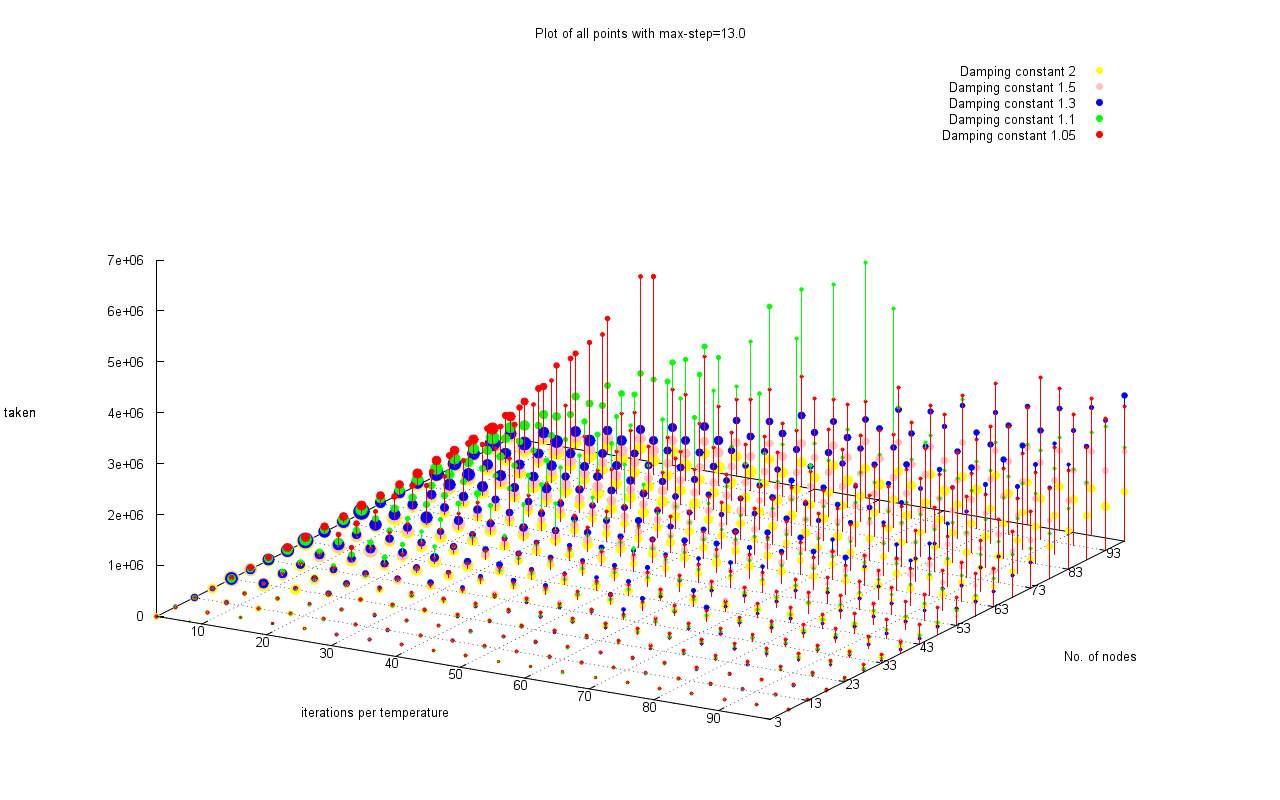 Plot of all points with max-step=13.0
Damping constant 2
Damping constant 1.5
Damping constant 1.3
Damping constant 1.1
Damping constant 1.05
7e+06
6e+06
5e+06
4e+06
taken
3e+06
2e+06
1e+06
0
10
20
30
40
50
60
70
80
90
3
13
23
33
43
53
63
73
83
93
No. of nodes
iterations per temperature